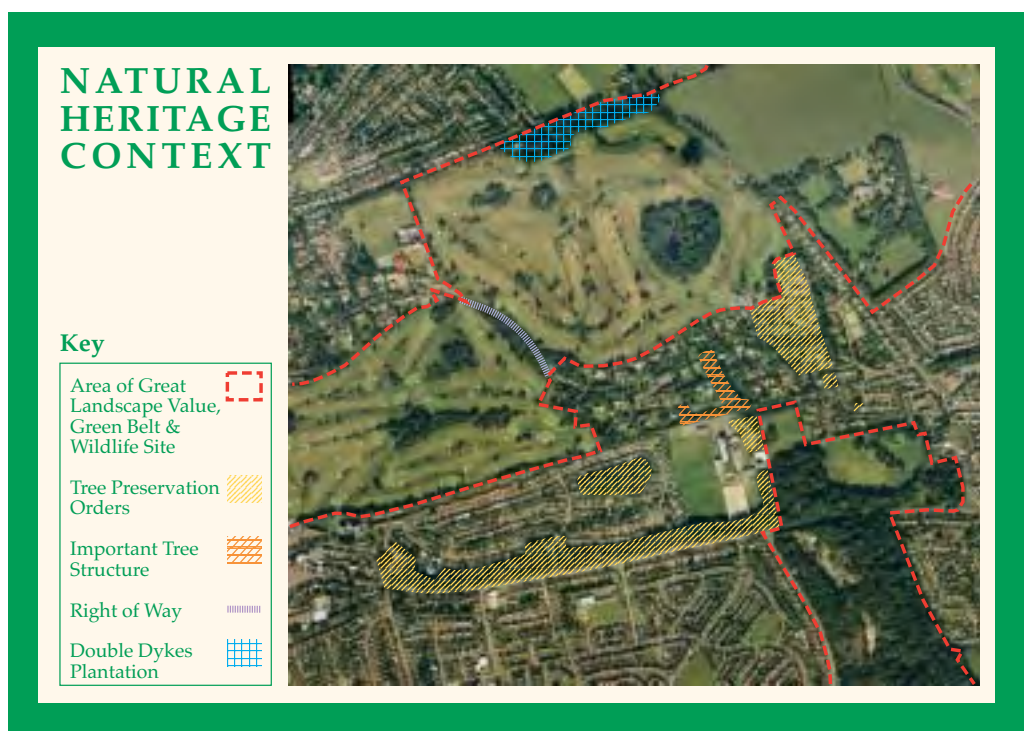 NATURAL
HERITAGE
CONTEXT
Key
Area of Great
Landscape Value,
Green Belt &
Wildlife Site
Tree Preservation
Orders
Important Tree
Structure
Right of Way
Double Dykes
Plantation